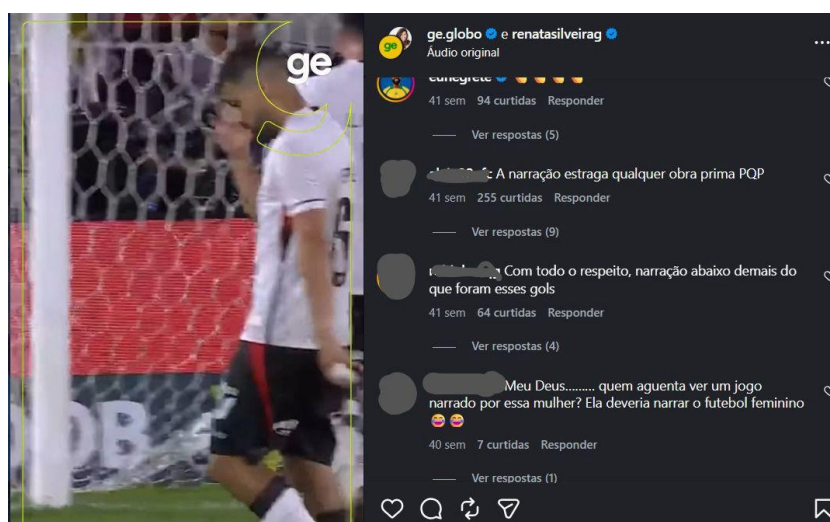 ge
ge
ge.globo e renatasilveirag
Áudio original
41 sem 94 curtidas Responder
Ver respostas (5)
A narração estraga qualquer obra prima PQP
41 sem 255 curtidas Responder
Ver respostas (9)
Com todo o respeito, narração abaixo demais do
que foram esses gols
41 sem 64 curtidas Responder
Ver respostas (4)
Meu Deus......... quem aguenta ver um jogo
narrado por essa mulher? Ela deveria narrar o futebol feminino
40 sem 7 curtidas Responder
Ver respostas (1)